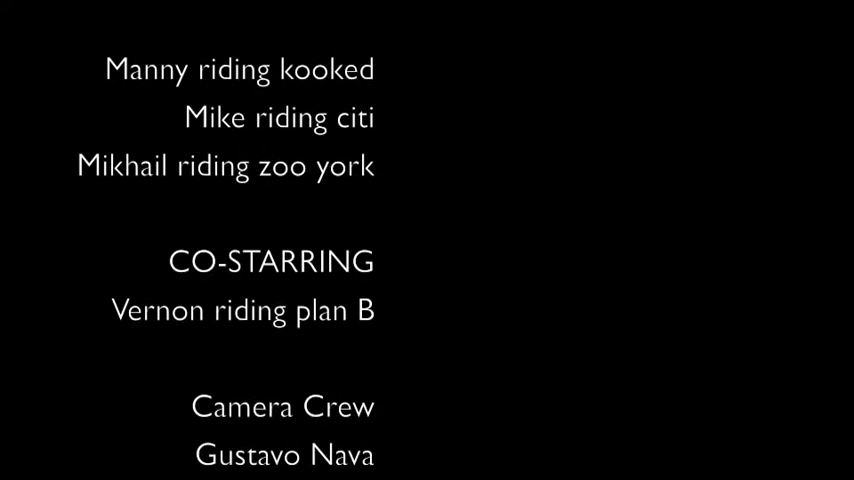 Manny riding kooked
Mike riding citi
Mikhail riding zoo york
CO-STARRING
Vernon riding plan B
Camera Crew
Gustavo Nava